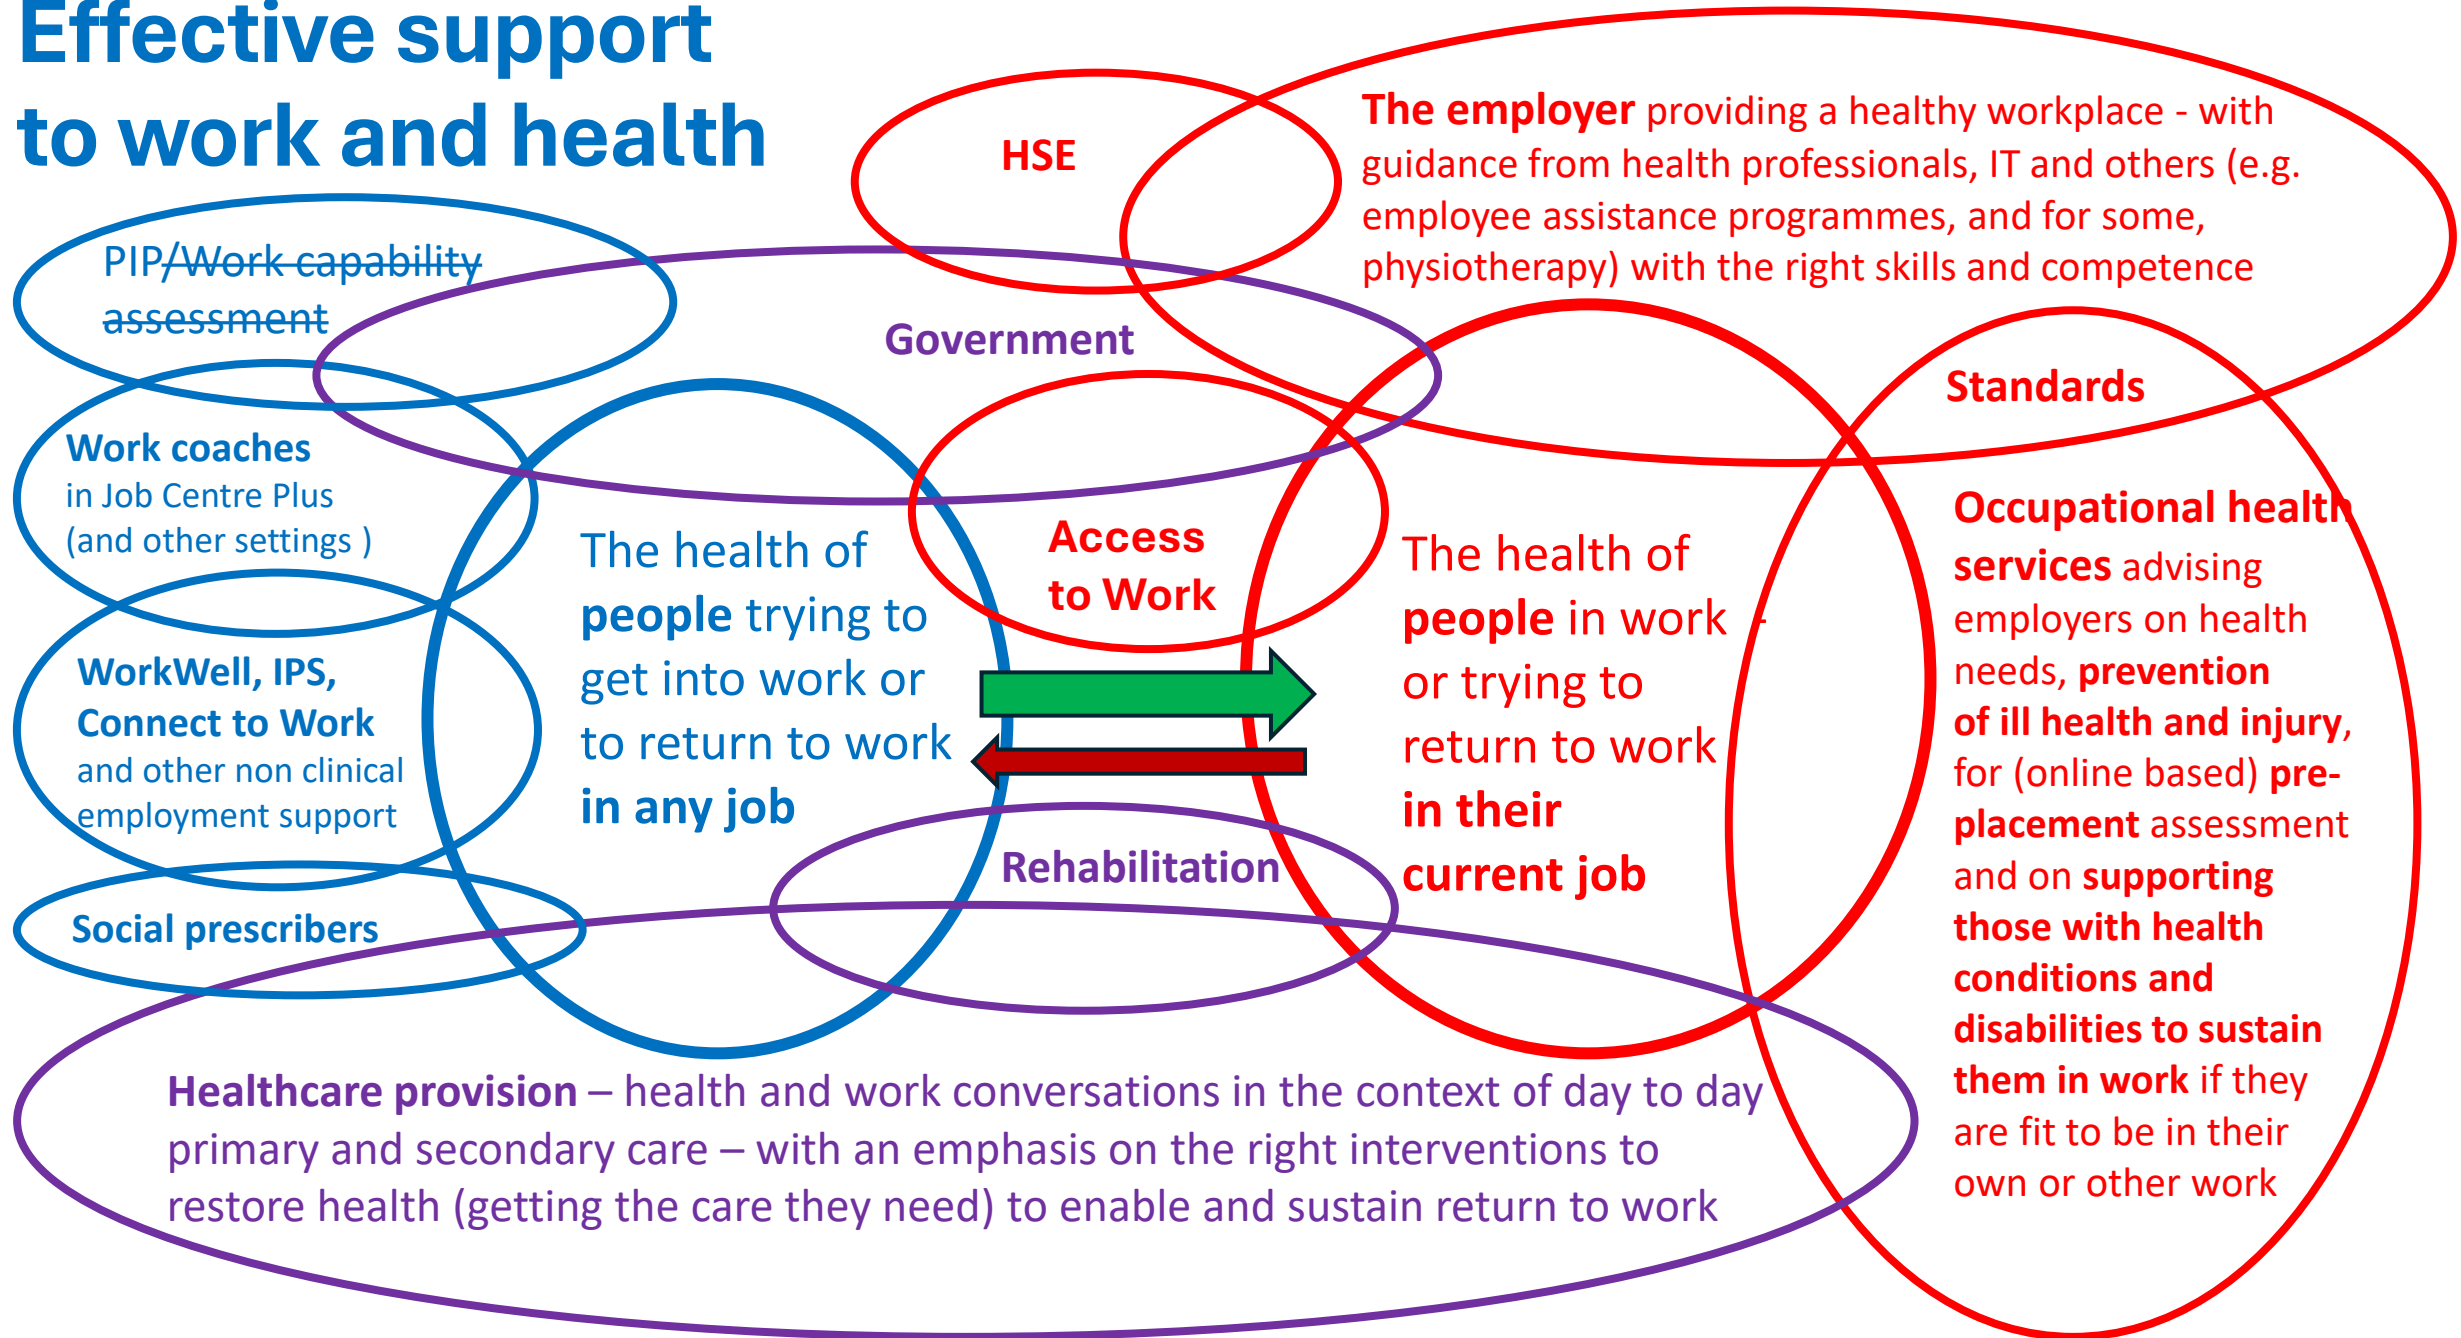 Effective support
to work and health
HSE
The employer providing a healthy workplace - with
guidance from health professionals, IT and others (e.g.
employee assistance programmes, and for some,
physiotherapy) with the right skills and competence
PIP/Work capability
assessment
Government
Standards
Work coaches
in Job Centre Plus
(and other settings )
Access
to Work
The health of
people trying to
get into work or
to return to work
in any job
The health of
people in work -
or trying to
return to work
in their
current job
Occupational health
services advising
employers on health
needs, prevention
of ill health and injury,
for (online based) pre-
placement assessment
and on supporting
those with health
conditions and
disabilities to sustain
them in work if they
are fit to be in their
own or other work
WorkWell, IPS,
Connect to Work
and other non clinical
employment support
Rehabilitation
Social prescribers
Healthcare provision – health and work conversations in the context of day to day
primary and secondary care – with an emphasis on the right interventions to
restore health (getting the care they need) to enable and sustain return to work